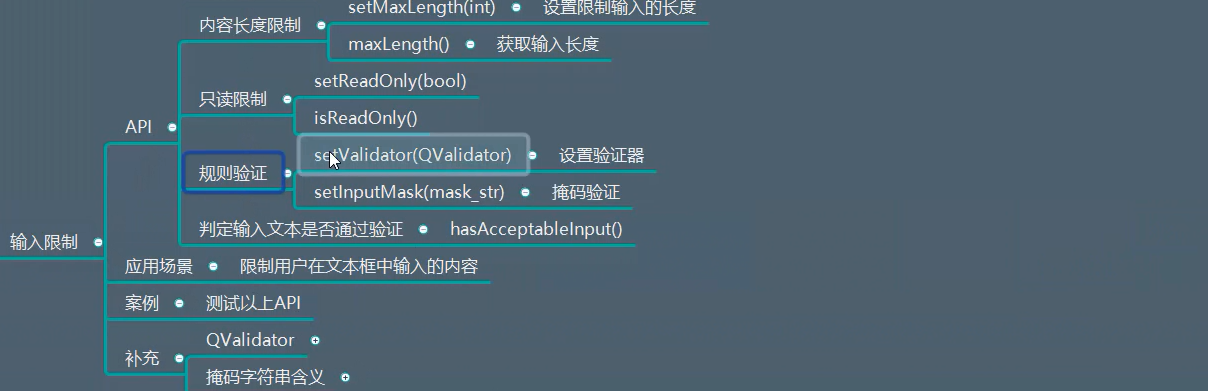 setMaxLength(int) 设置限制输入的长度
内容长度限制
maxLength() 获取输入长度
setReadOnly(bool)
只读限制
isReadOnly()
API
setValidator(QValidator) 设置验证器
规则验证
setInputMask(mask_str) 掩码验证
判定输入文本是否通过验证 hasAcceptableInput()
输入限制
应用场景 限制用户在文本框中输入的内容
案例 测试以上API
QValidator
补充
掩码字符串含义